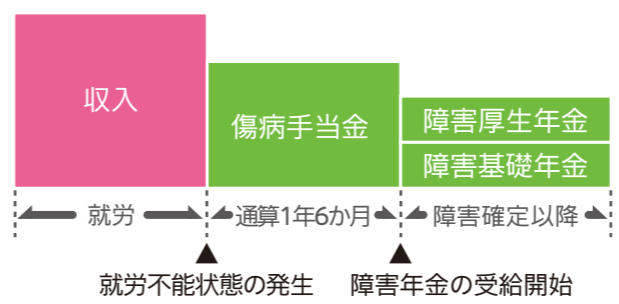 収入
傷病手当金
障害厚生年金
障害基礎年金
就労
通算1年6か月
障害確定以降
就労不能状態の発生
障害年金の受給開始